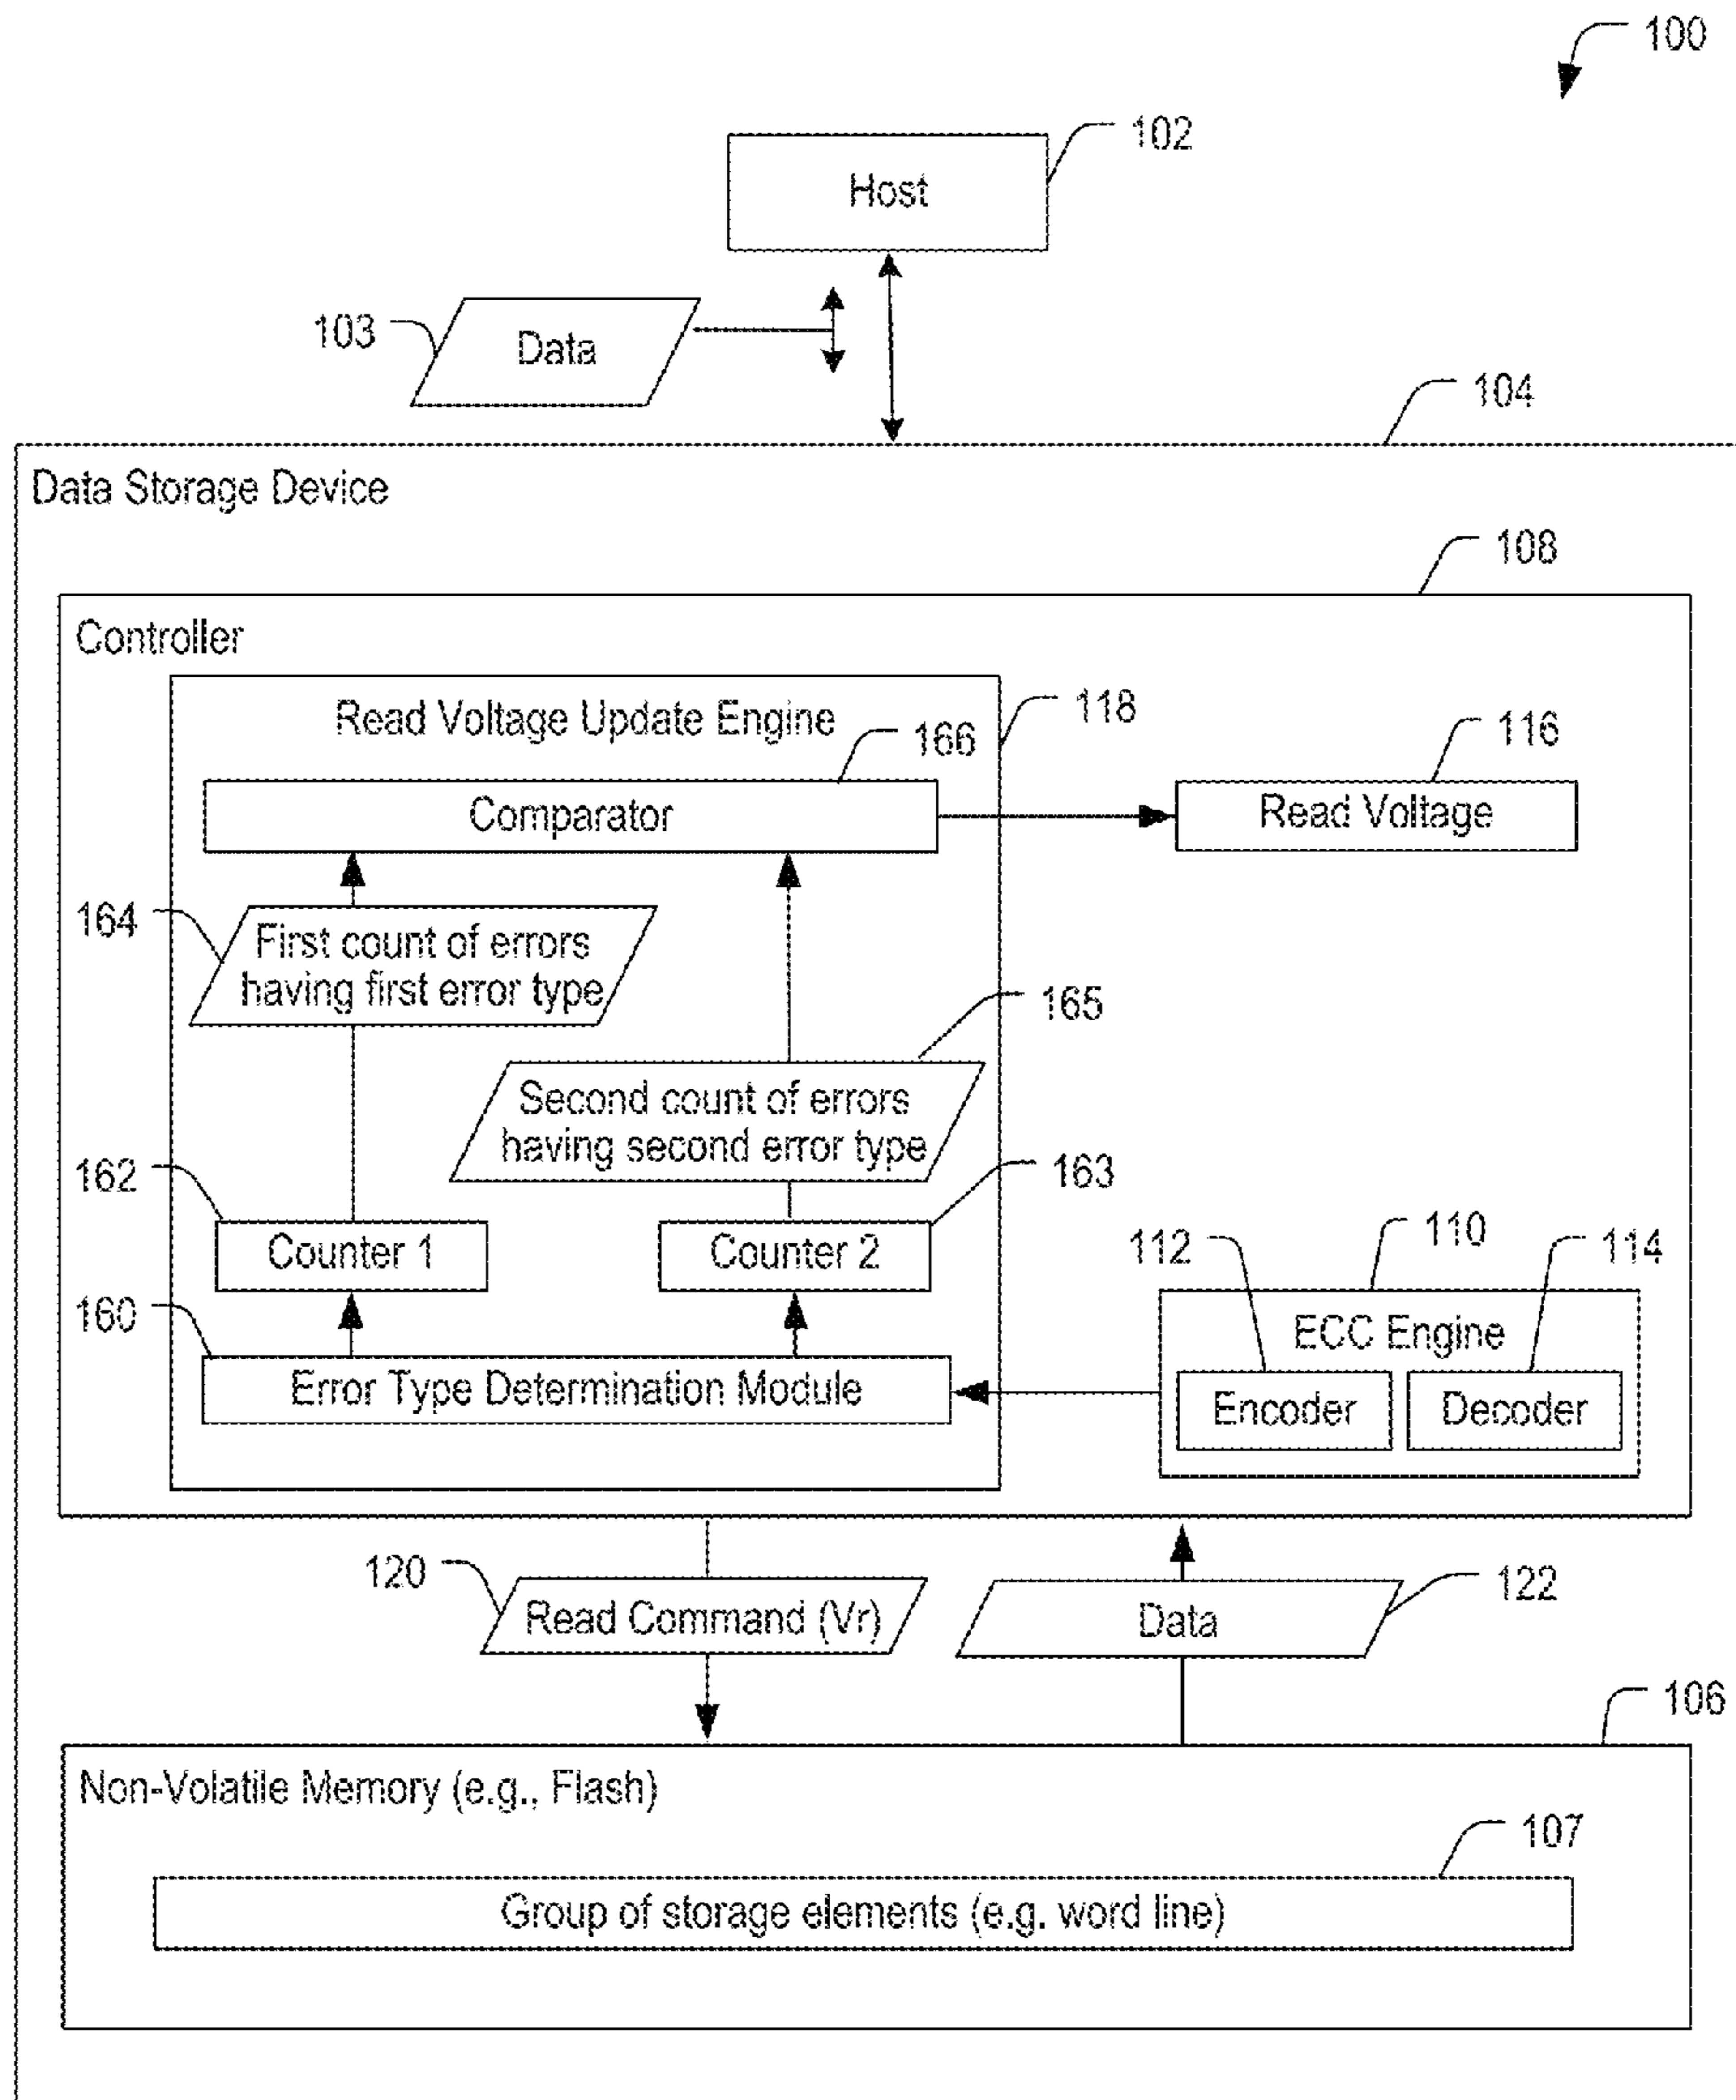 100
102
Host
103
Data
104
Data Storage Device
108
Controller
Read Voltage Update Engine
118
166
116
Comparator
Read Voltage
164
First count of errors
having first error type
165
Second count of errors
having second error type
162
163
Counter 1
Counter 2
112
110
114
160
ECC Engine
Error Type Determination Module
Encoder
Decoder
120
Read Command (Vr)
Data
122
106
Non-Volatile Memory (e.g., Flash)
107
Group of storage elements (e.g. word line)